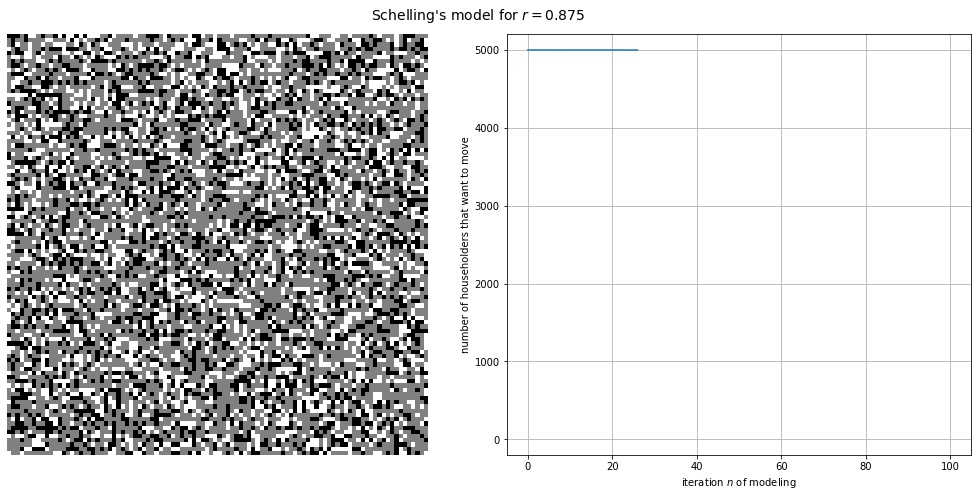 Schelling's model for r = 0.875
number of householders that want to move
5000
4000
3000
2000
1000
0
0 20 40 60 80 100
iteration n of modeling